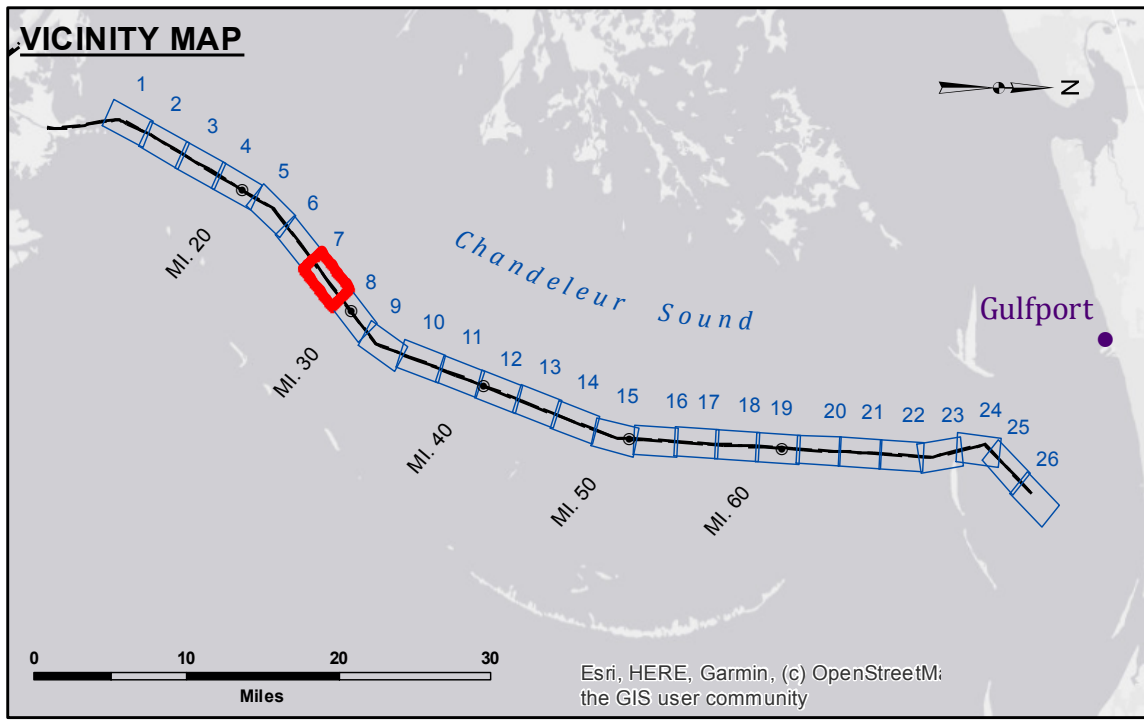 VICINITY MAP
N
1
2
3
4
5
6
7
8
9
10
11
12
13
14
15
16
17
18
19
20
21
22
23
24
25
26
MI. 20
MI. 30
MI. 40
MI. 50
MI. 60
Chandeleur Sound
Gulfport
0 10 20 30
Miles
Esri, HERE, Garmin, (c) OpenStreetMa
the GIS user community